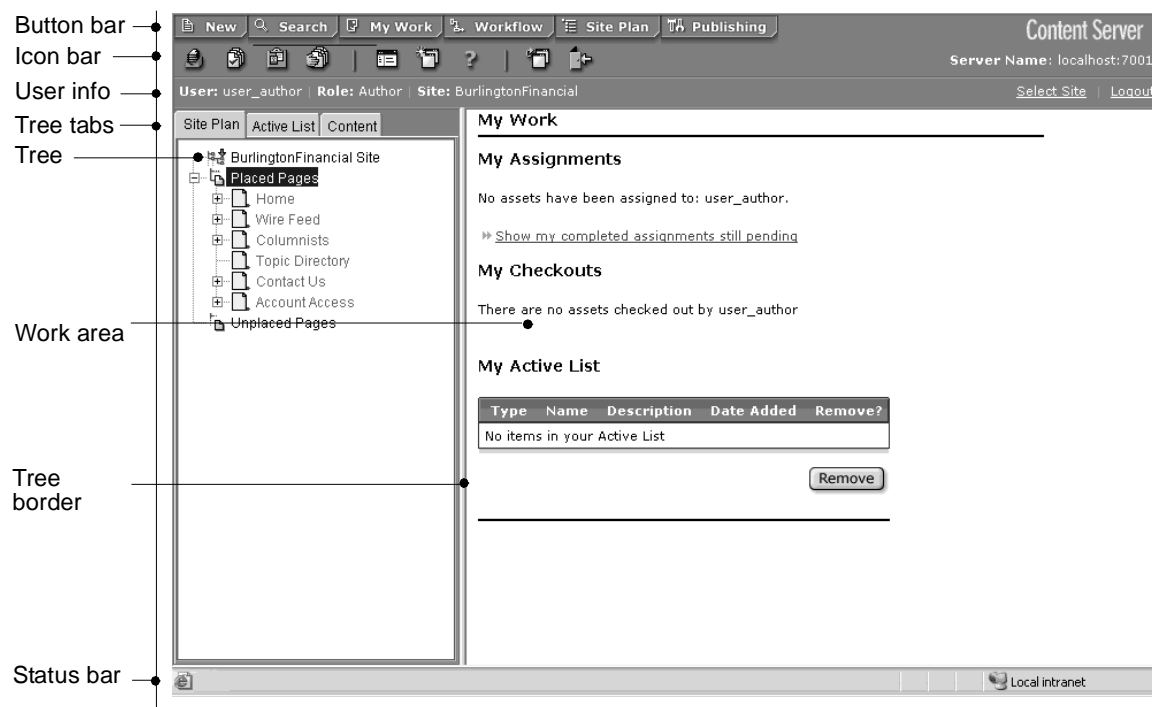 Button bar
New Search My Work Workflow Site Plan Publishing
Content Server
Icon bar
?
Server Name: localhost:7001
User info
User: user_author | Role: Author | Site: BurlingtonFinancial
Select Site | Logout
Tree tabs
Site Plan Active List Content
Tree
BurlingtonFinancial Site
Placed Pages
Home
Wire Feed
Columnists
Topic Directory
Contact Us
Account Access
Unplaced Pages
My Work
My Assignments
No assets have been assigned to: user_author.
Show my completed assignments still pending
My Checkouts
There are no assets checked out by user_author
Work area
My Active List
Type Name Description Date Added Remove?
No items in your Active List
Remove
Tree
border
Status bar
Local intranet